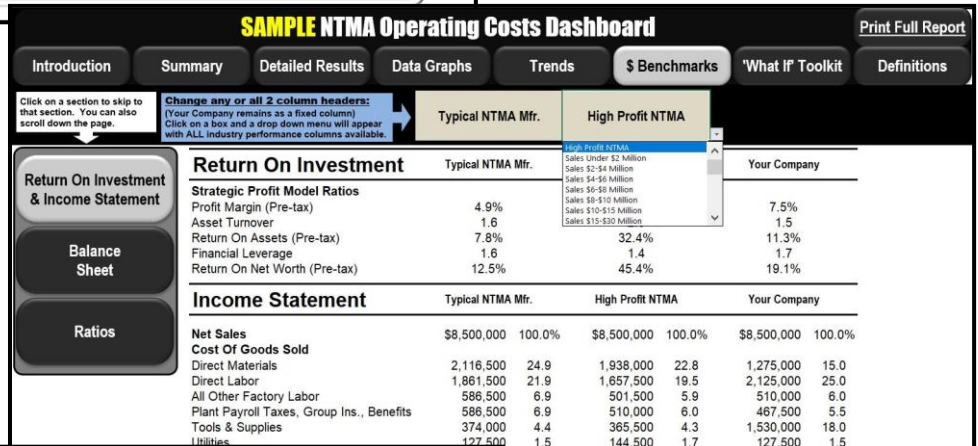 SAMPLE NTMA Operating Costs Dashboard
Print Full Report
Introduction Summary Detailed Results Data Graphs Trends $ Benchmarks 'What If' Toolkit Definitions
Click on a section to skip to
that section. You can also
scroll down the page.
Change any or all 2 column headers:
(Your Company remains as a fixed column)
Click on a box and a drop down menu will appear
with ALL industry performance columns available.
Typical NTMA Mfr. High Profit NTMA
High Profit NTMA
Sales Under $2 Million
Sales $2-$4 Million
Sales $4-$6 Million
Sales $6-$8 Million
Sales $8-$10 Million
Sales $10-$15 Million
Sales $15-$30 Million
Return On Investment
& Income Statement
Balance
Sheet
Ratios
Return On Investment Typical NTMA Mfr. Your Company
Strategic Profit Model Ratios
Profit Margin (Pre-tax) 4.9% 7.5%
Asset Turnover 1.6 1.5
Return On Assets (Pre-tax) 7.8% 32.4% 11.3%
Financial Leverage 1.6 1.4 1.7
Return On Net Worth (Pre-tax) 12.5% 45.4% 19.1%
Income Statement Typical NTMA Mfr. High Profit NTMA Your Company
Net Sales $8,500,000 100.0% $8,500,000 100.0% $8,500,000 100.0%
Cost Of Goods Sold
Direct Materials 2,116,500 24.9 1,938,000 22.8 1,275,000 15.0
Direct Labor 1,861,500 21.9 1,657,500 19.5 2,125,000 25.0
All Other Factory Labor 586,500 6.9 501,500 5.9 510,000 6.0
Plant Payroll Taxes, Group Ins., Benefits 586,500 6.9 510,000 6.0 467,500 5.5
Tools & Supplies 374,000 4.4 365,500 4.3 1,530,000 18.0
Utilities 127,500 1.5 144,500 1.7 127,500 1.5